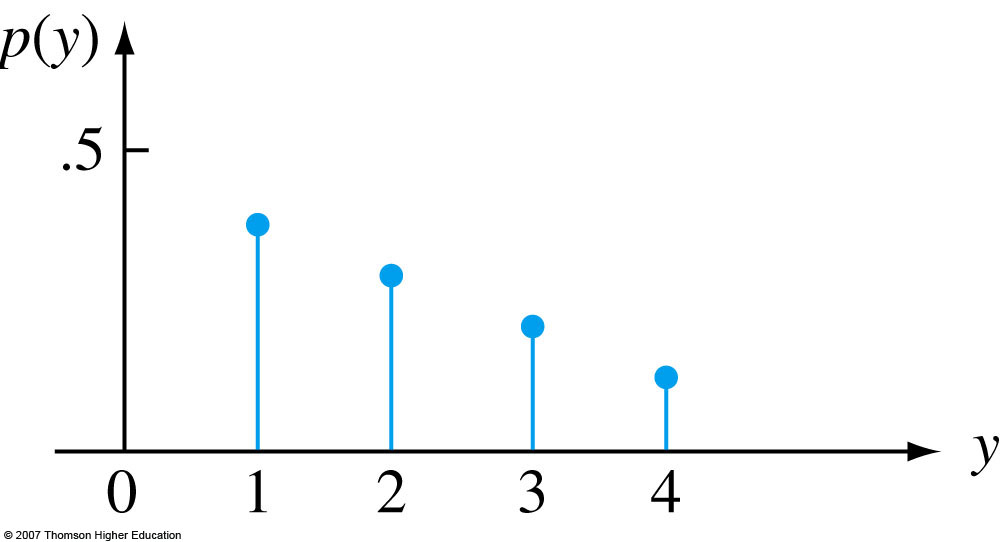 p(y)
.5
0 1 2 3 4 y
© 2007 Thomson Higher Education